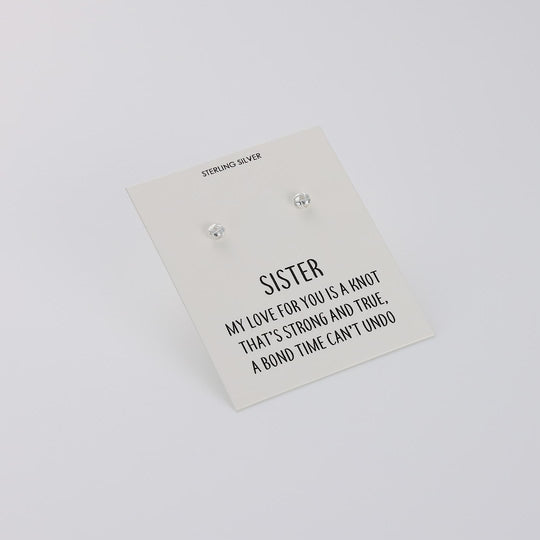 STERLING SILVER
SISTER
MY LOVE FOR YOU IS A KNOT
THAT'S STRONG AND TRUE,
A BOND TIME CAN'T UNDO